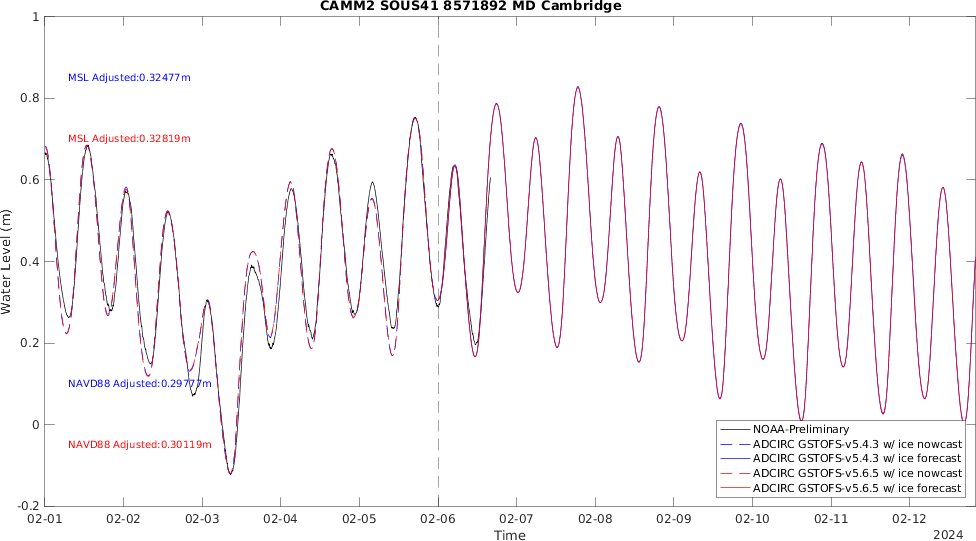 CAMM2 SOUS41 8571892 MD Cambridge
1
0.8
0.6
0.4
0.2
0
-0.2
Water Level (m)
MSL Adjusted:0.32477m
MSL Adjusted:0.32819m
NAVD88 Adjusted:0.29777m
NAVD88 Adjusted:0.30119m
NOAA-Preliminary
ADCIRC GSTOFS-v5.4.3 w/ ice nowcast
ADCIRC GSTOFS-v5.4.3 w/ ice forecast
ADCIRC GSTOFS-v5.6.5 w/ ice nowcast
ADCIRC GSTOFS-v5.6.5 w/ ice forecast
02-01 02-02 02-03 02-04 02-05 02-06 02-07 02-08 02-09 02-10 02-11 02-12
Time
2024